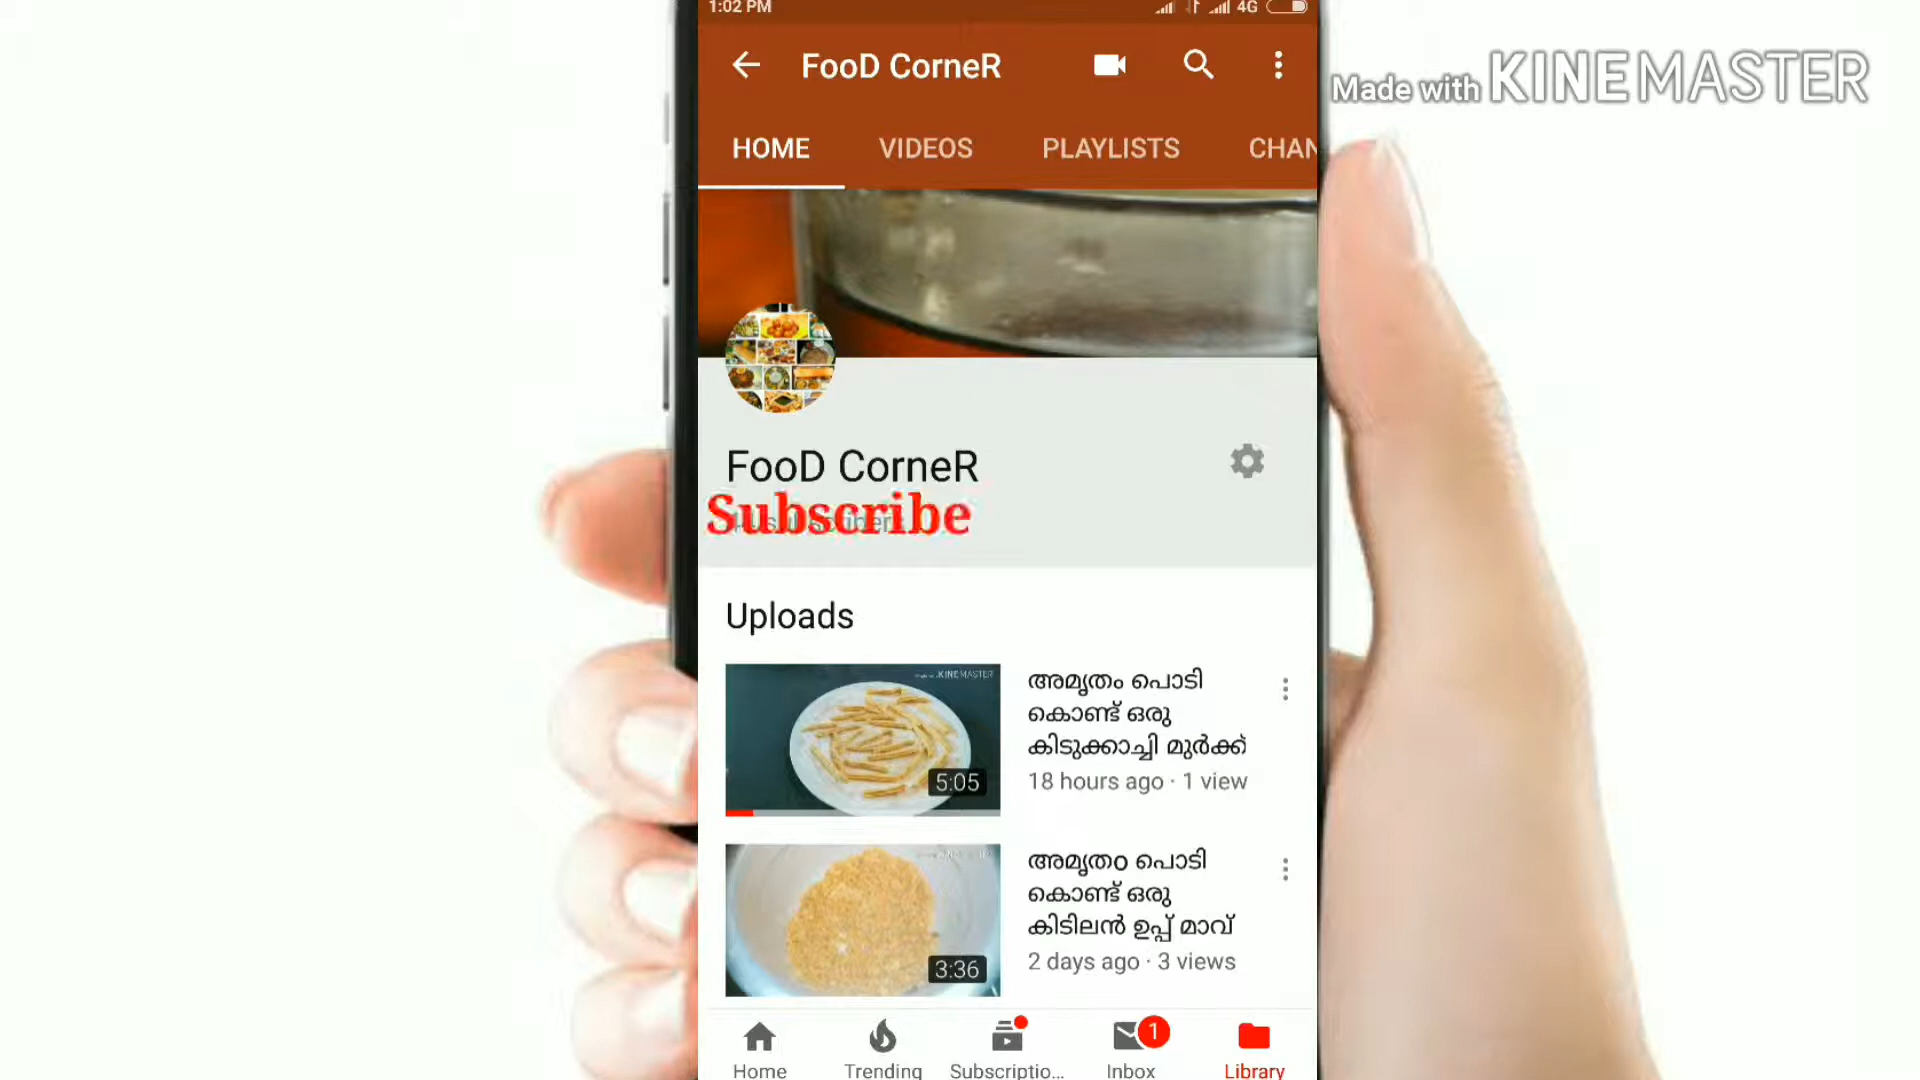 1:02 PM
4G
FooD CorneR
Made with KINEMASTER
HOME VIDEOS PLAYLISTS CHAN
FooD CorneR
Subscribe
Uploads
അമൃതം പൊടി
കൊണ്ട് ഒരു
കിടുക്കാച്ചി മുർക്ക്
18 hours ago · 1 view
KINEMASTER
5:05
അമൃതo പൊടി
കൊണ്ട് ഒരു
കിടിലൻ ഉപ്പ് മാവ്
2 days ago · 3 views
3:36
1
Home Trending Subscriptio... Inbox Library